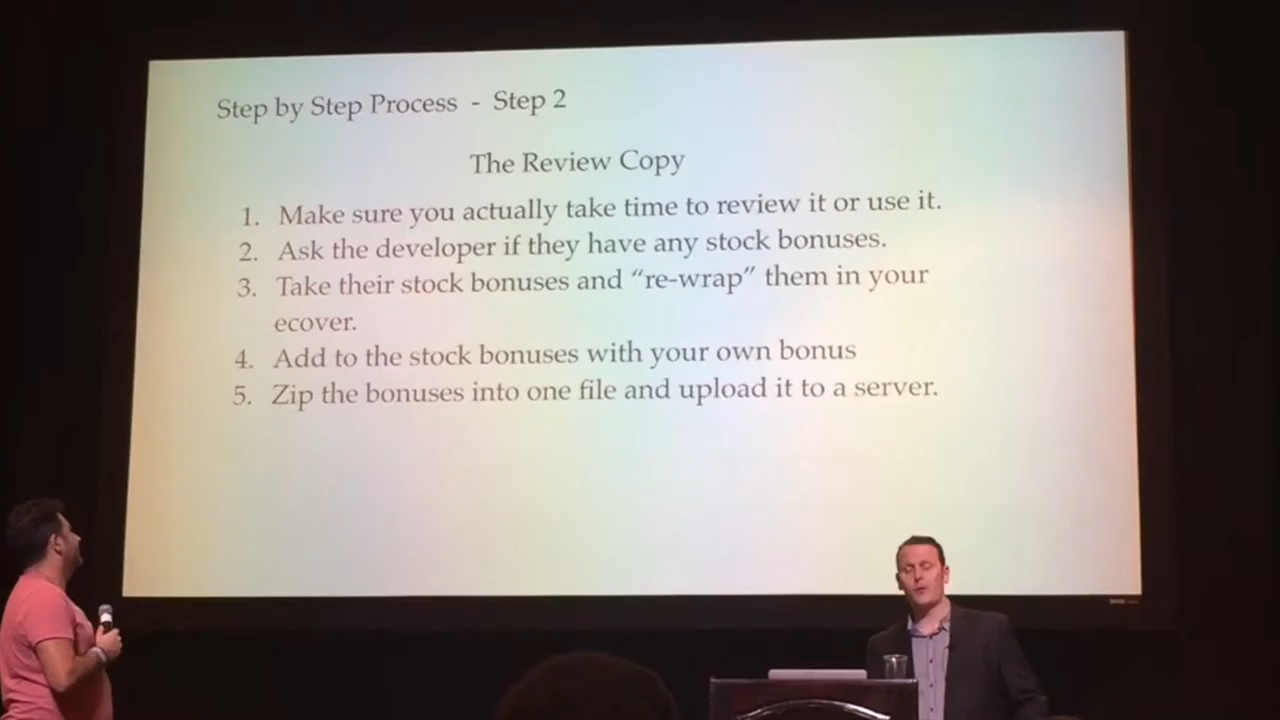 Step by Step Process - Step 2
The Review Copy
1. Make sure you actually take time to review it or use it.
2. Ask the developer if they have any stock bonuses.
3. Take their stock bonuses and “re-wrap” them in your
ecover.
4. Add to the stock bonuses with your own bonus
5. Zip the bonuses into one file and upload it to a server.